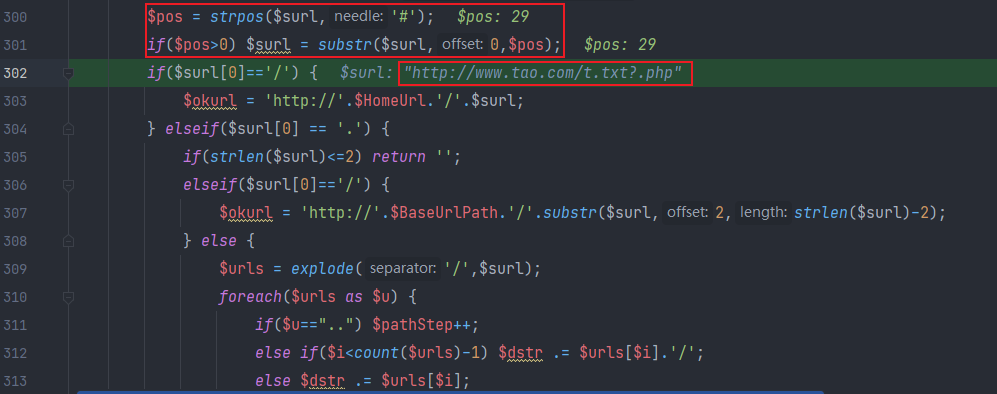 300 $pos = strpos($surl, needle: '#'); $pos: 29
301 if($pos>0) $surl = substr($surl, offset: 0,$pos); $pos: 29
302 if($surl[0]=='/') { $surl: "http://www.tao.com/t.txt?.php"
303 $okurl = 'http://'.$HomeUrl.'/'.$surl;
304 } elseif($surl[0] == '.') {
305 if(strlen($surl)<=2) return '';
306 elseif($surl[0]=='/') {
307 $okurl = 'http://'.$BaseUrlPath.'/'.substr($surl, offset: 2, length: strlen($surl)-2);
308 } else {
309 $urls = explode( separator: '/',$surl);
310 foreach($urls as $u) {
311 if($u=="..") $pathStep++;
312 else if($i<count($urls)-1) $dstr .= $urls[$i].'/';
313 else $dstr .= $urls[$i];